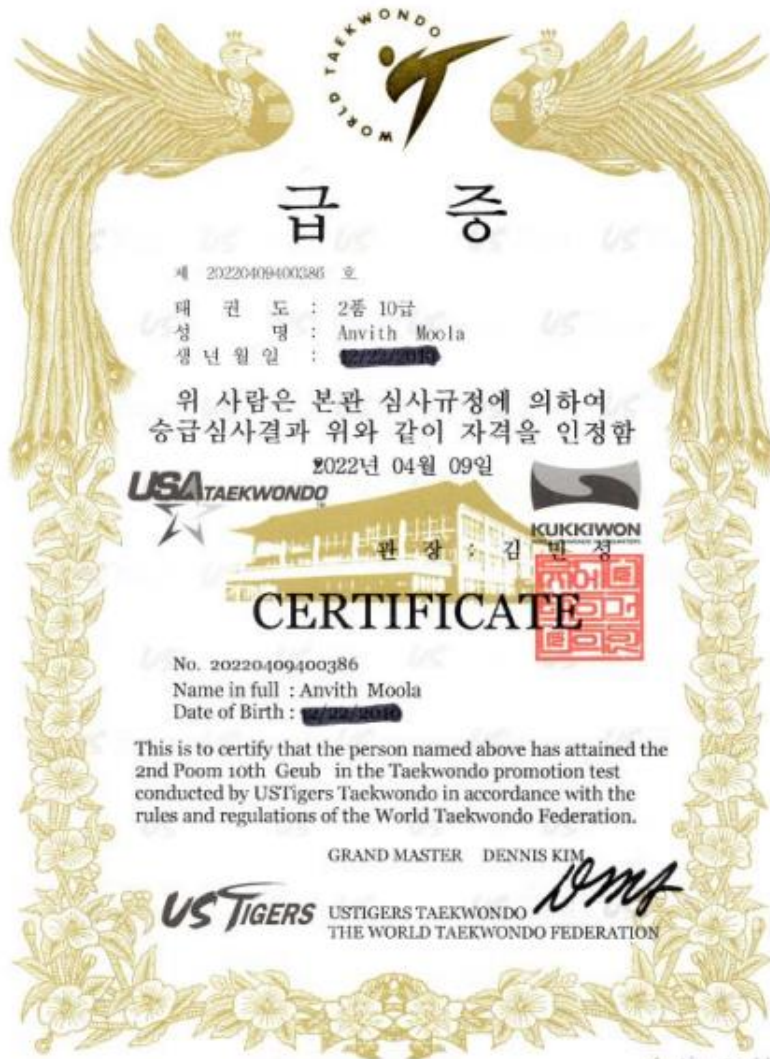 WORLD TAEKWONDO
급 증
제 20220409400386 호
태 권 도 : 2품 10급
성 명 : Anvith Moola
생 년 월 일 :
위 사람은 본관 심사규정에 의하여
승급심사결과 위와 같이 자격을 인정함
2022년 04월 09일
USA TAEKWONDO
KUKKIWON
관 장 : 김 민 성
CERTIFICATE
No. 20220409400386
Name in full : Anvith Moola
Date of Birth :
This is to certify that the person named above has attained the
2nd Poom 10th Geub in the Taekwondo promotion test
conducted by USTigers Taekwondo in accordance with the
rules and regulations of the World Taekwondo Federation.
GRAND MASTER DENNIS KIM
US TIGERS
USTIGERS TAEKWONDO
THE WORLD TAEKWONDO FEDERATION